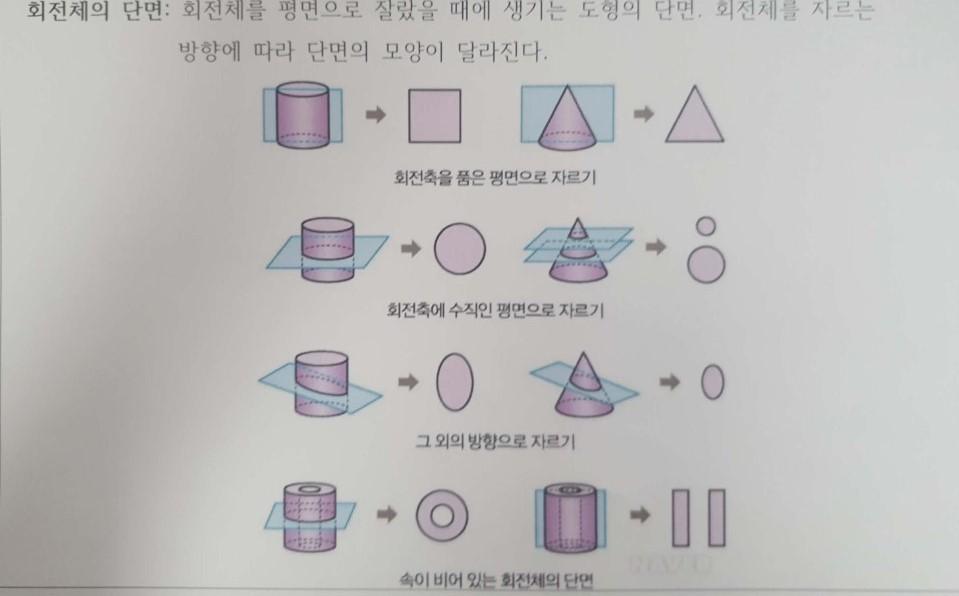 회전체의 단면: 회전체를 평면으로 잘랐을 때에 생기는 도형의 단면. 회전체를 자르는
방향에 따라 단면의 모양이 달라진다.
회전축을 품은 평면으로 자르기
회전축에 수직인 평면으로 자르기
그 외의 방향으로 자르기
속이 비어 있는 회전체의 단면